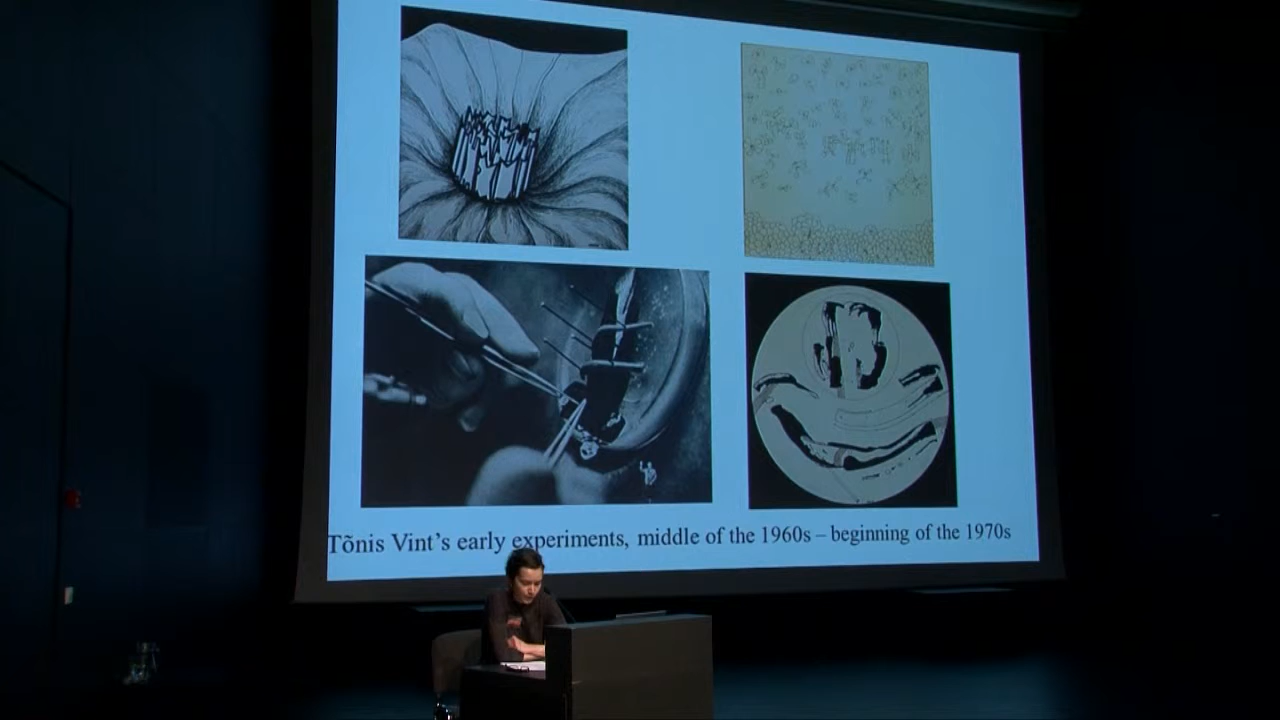 Tõnis Vint’s early experiments, middle of the 1960s – beginning of the 1970s